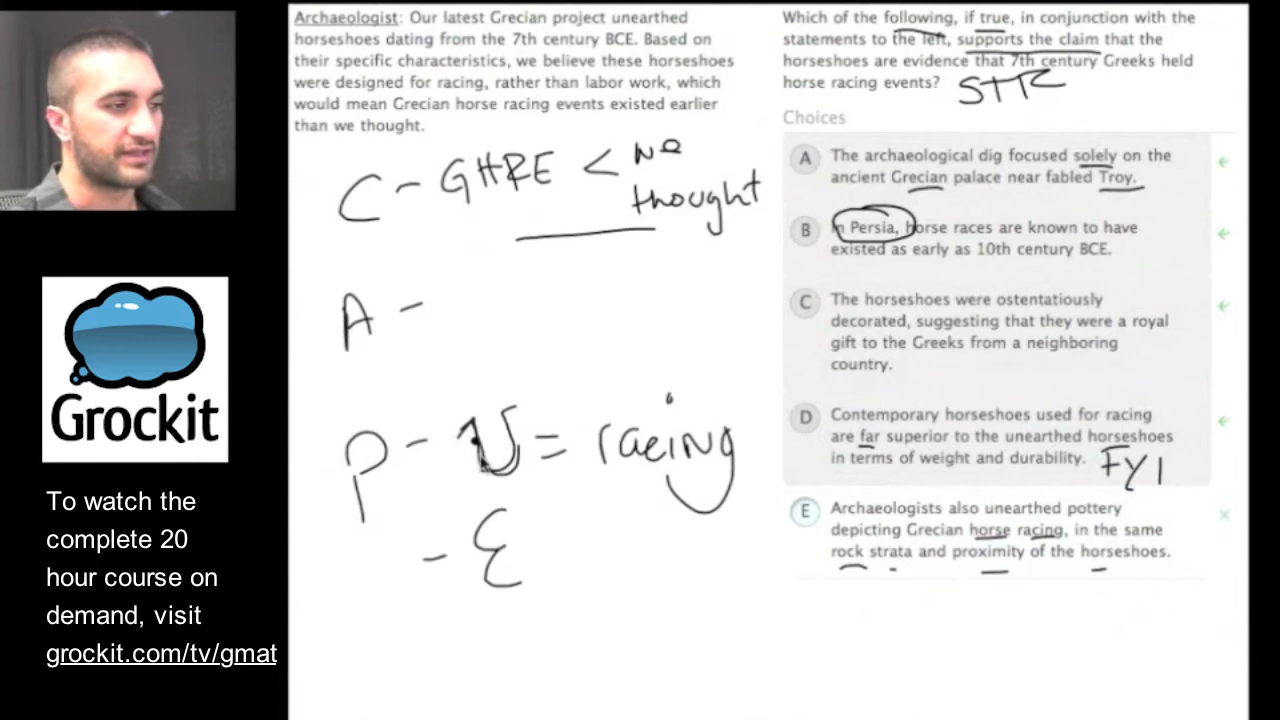 Archaeologist: Our latest Grecian project unearthed
horseshoes dating from the 7th century BCE. Based on
their specific characteristics, we believe these horseshoes
were designed for racing, rather than labor work, which
would mean Grecian horse racing events existed earlier
than we thought.
C - GHRE < we
thought
A -
P - U = racing
- E
Which of the following, if true, in conjunction with the
statements to the left, supports the claim that the
horseshoes are evidence that 7th century Greeks held
horse racing events?
STR
Choices
A The archaeological dig focused solely on the
ancient Grecian palace near fabled Troy.
B In Persia, horse races are known to have
existed as early as 10th century BCE.
C The horseshoes were ostentatiously
decorated, suggesting that they were a royal
gift to the Greeks from a neighboring
country.
D Contemporary horseshoes used for racing
are far superior to the unearthed horseshoes
in terms of weight and durability.
FYI
E Archaeologists also unearthed pottery
depicting Grecian horse racing, in the same
rock strata and proximity of the horseshoes.
Grockit
To watch the
complete 20
hour course on
demand, visit
grockit.com/tv/gmat